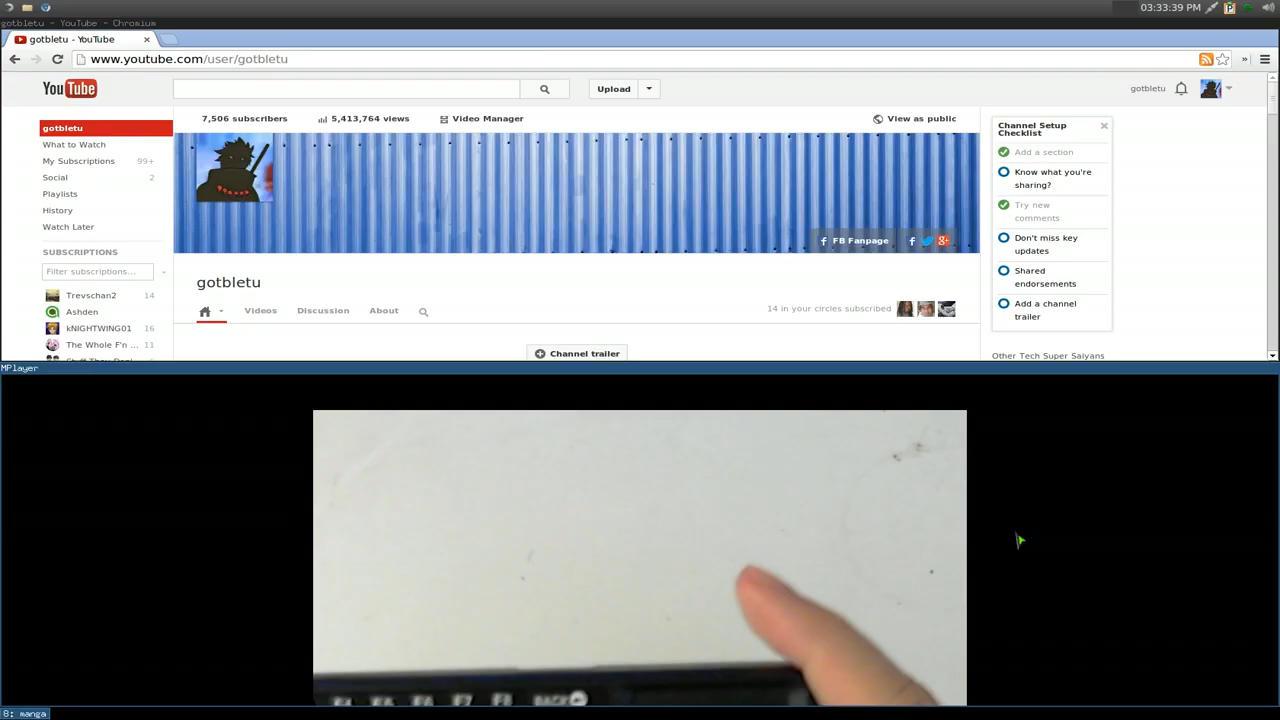 03:33:39 PM
gotbletu - YouTube - Chromium
gotbletu - YouTube
www.youtube.com/user/gotbletu
YouTube
Upload
gotbletu
7,506 subscribers
5,413,764 views
Video Manager
View as public
gotbletu
What to Watch
My Subscriptions 99+
Social 2
Playlists
History
Watch Later
SUBSCRIPTIONS
Filter subscriptions...
Trevschan2 14
Ashden
kNIGHTWING01 16
The Whole F'n ... 11
FB Fanpage
gotbletu
Videos
Discussion
About
14 in your circles subscribed
Channel trailer
Channel Setup
Checklist
Add a section
Know what you're
sharing?
Try new
comments
Don't miss key
updates
Shared
endorsements
Add a channel
trailer
Other Tech Super Saiyans
MPlayer
F7
BACK
8: manga